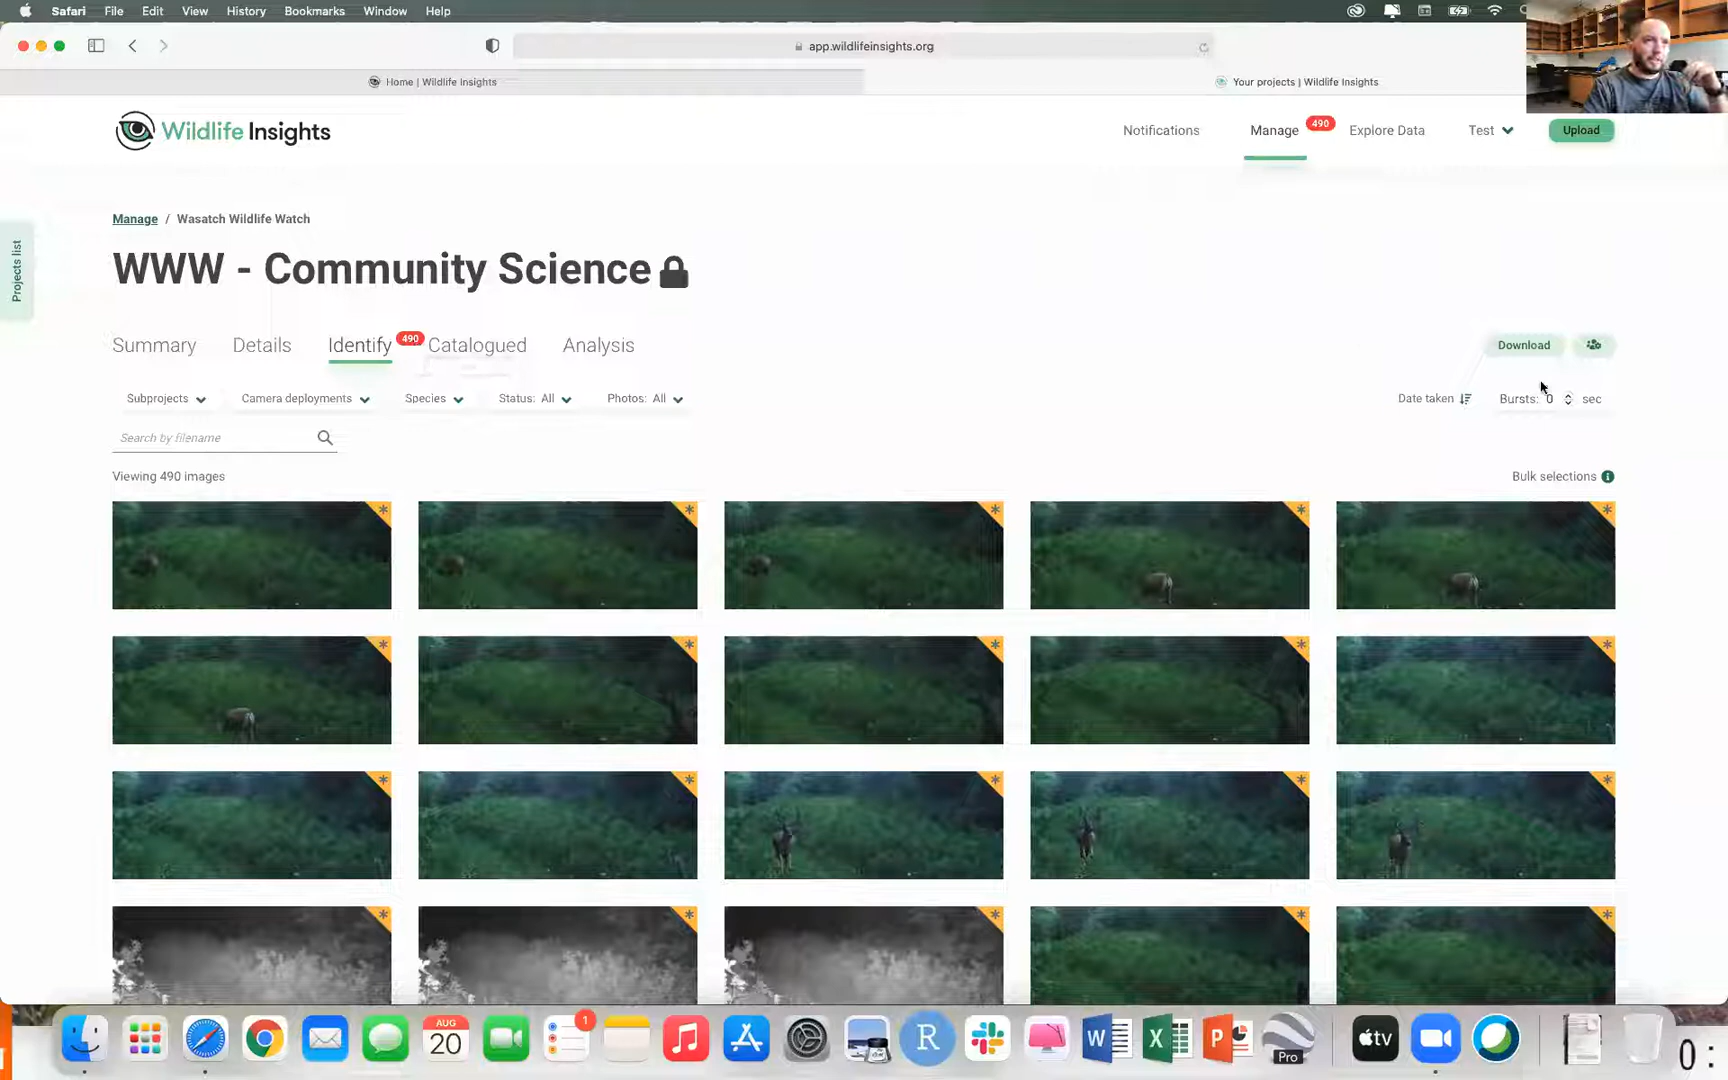 Safari File Edit View History Bookmarks Window Help
app.wildlifeinsights.org
Home | Wildlife Insights
Your projects | Wildlife Insights
Wildlife Insights
Notifications
Manage 490
Explore Data
Test
Upload
Projects list
Manage / Wasatch Wildlife Watch
WWW - Community Science
Summary Details Identify 490 Catalogued Analysis
Download
Subprojects Camera deployments Species Status: All Photos: All
Date taken Bursts: 0 sec
Search by filename
Viewing 490 images
Bulk selections i
AUG
20
1
R
W
X
P
Pro
tv
0: